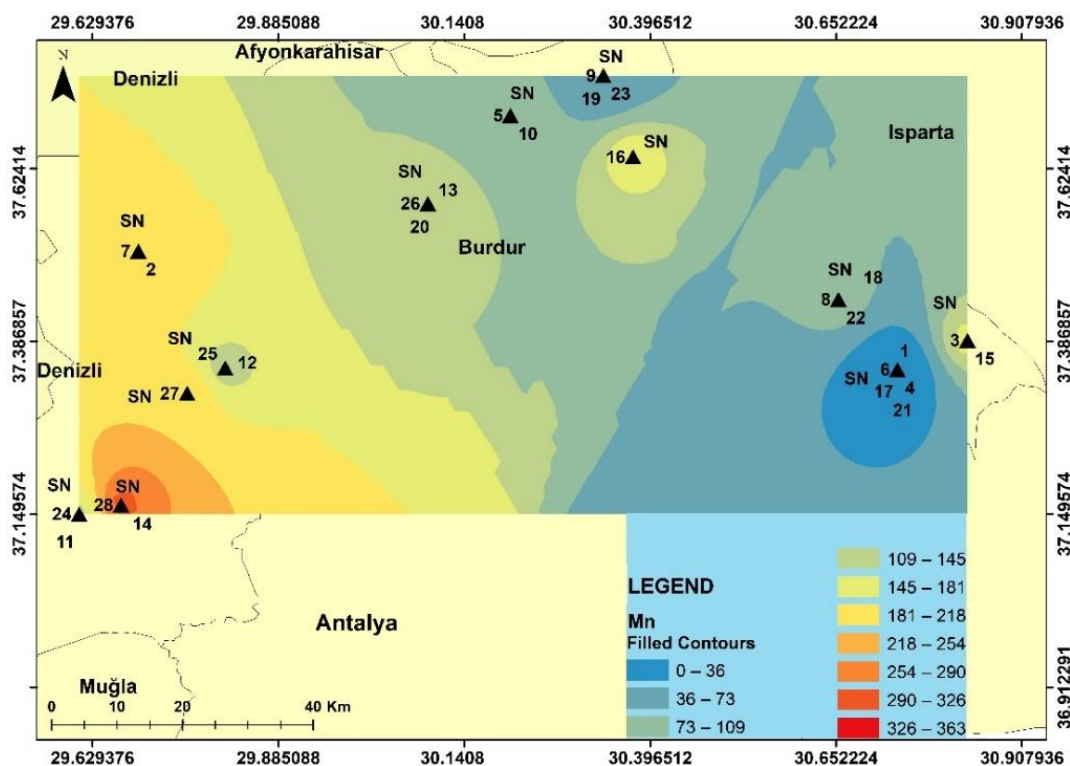 29.629376 29.885088 30.1408 30.396512 30.652224 30.907936
N
Afyonkarahisar
Denizli
SN
9
19 23
SN
5
10
Isparta
SN
16
37.62414 37.62414
SN
13
26
20
Burdur
SN
7
2
SN
18
8
22
SN
3
15
37.386857 37.386857
SN
25
12
Denizli
SN 27
1
6
SN
17 4
21
SN
24
11
SN
28
14
37.149574 37.149574
LEGEND
Mn
Filled Contours
0 – 36
36 – 73
73 – 109
109 – 145
145 – 181
181 – 218
218 – 254
254 – 290
290 – 326
326 – 363
Antalya
Muğla
36.912291
0 10 20 40 Km
29.629376 29.885088 30.1408 30.396512 30.652224 30.907936